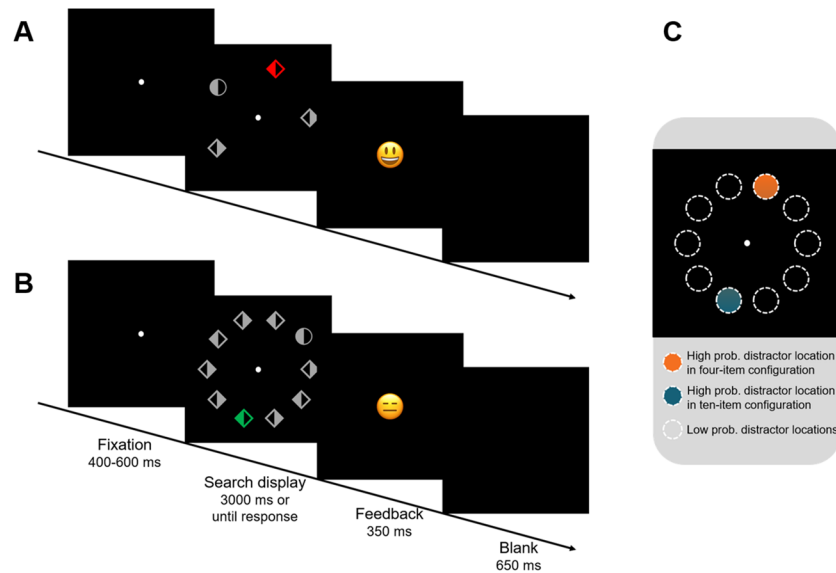 A
B
C
Fixation
400-600 ms
Search display
3000 ms or
until response
Feedback
350 ms
Blank
650 ms
High prob. distractor location
in four-item configuration
High prob. distractor location
in ten-item configuration
Low prob. distractor locations